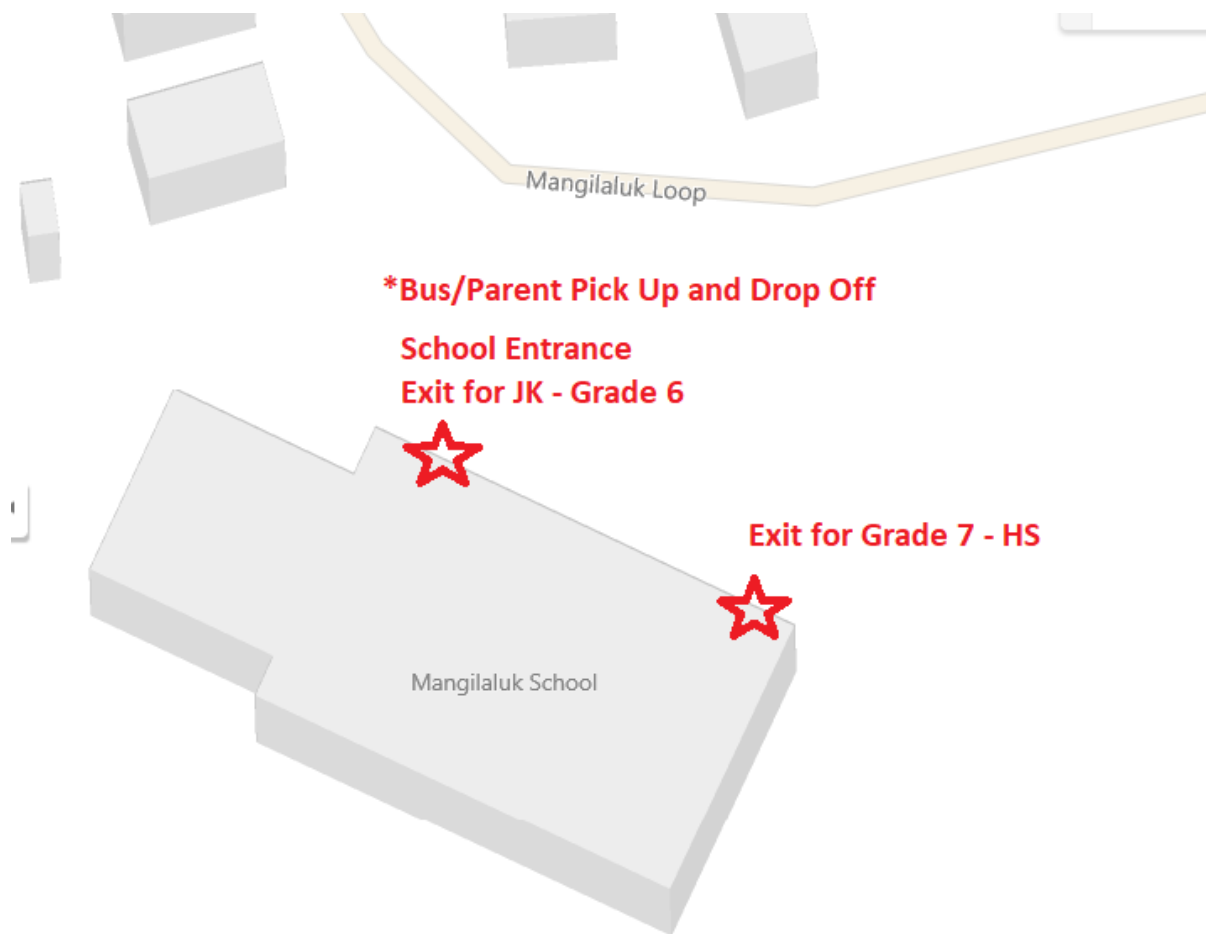 Mangilaluk Loop
*Bus/Parent Pick Up and Drop Off
School Entrance
Exit for JK - Grade 6
Exit for Grade 7 - HS
Mangilaluk School